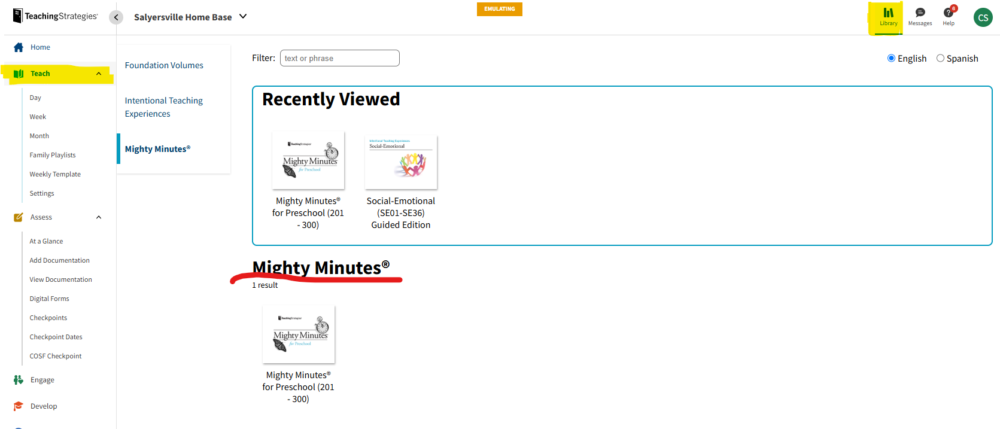 TeachingStrategies®
Salyersville Home Base
EMULATING
Library
Messages
6
Help
CS
Home
Teach
Day
Week
Month
Family Playlists
Weekly Template
Settings
Assess
At a Glance
Add Documentation
View Documentation
Digital Forms
Checkpoints
Checkpoint Dates
COSF Checkpoint
Engage
Develop
Foundation Volumes
Intentional Teaching
Experiences
Mighty Minutes®
Filter: text or phrase
English Spanish
Recently Viewed
TeachingStrategies
Mighty Minutes
for Preschool
Mighty Minutes®
for Preschool (201
- 300)
Intentional Teaching Experiences
Social-Emotional
Social-Emotional
(SE01-SE36)
Guided Edition
Mighty Minutes®
1 result
TeachingStrategies
Mighty Minutes
for Preschool
Mighty Minutes®
for Preschool (201
- 300)